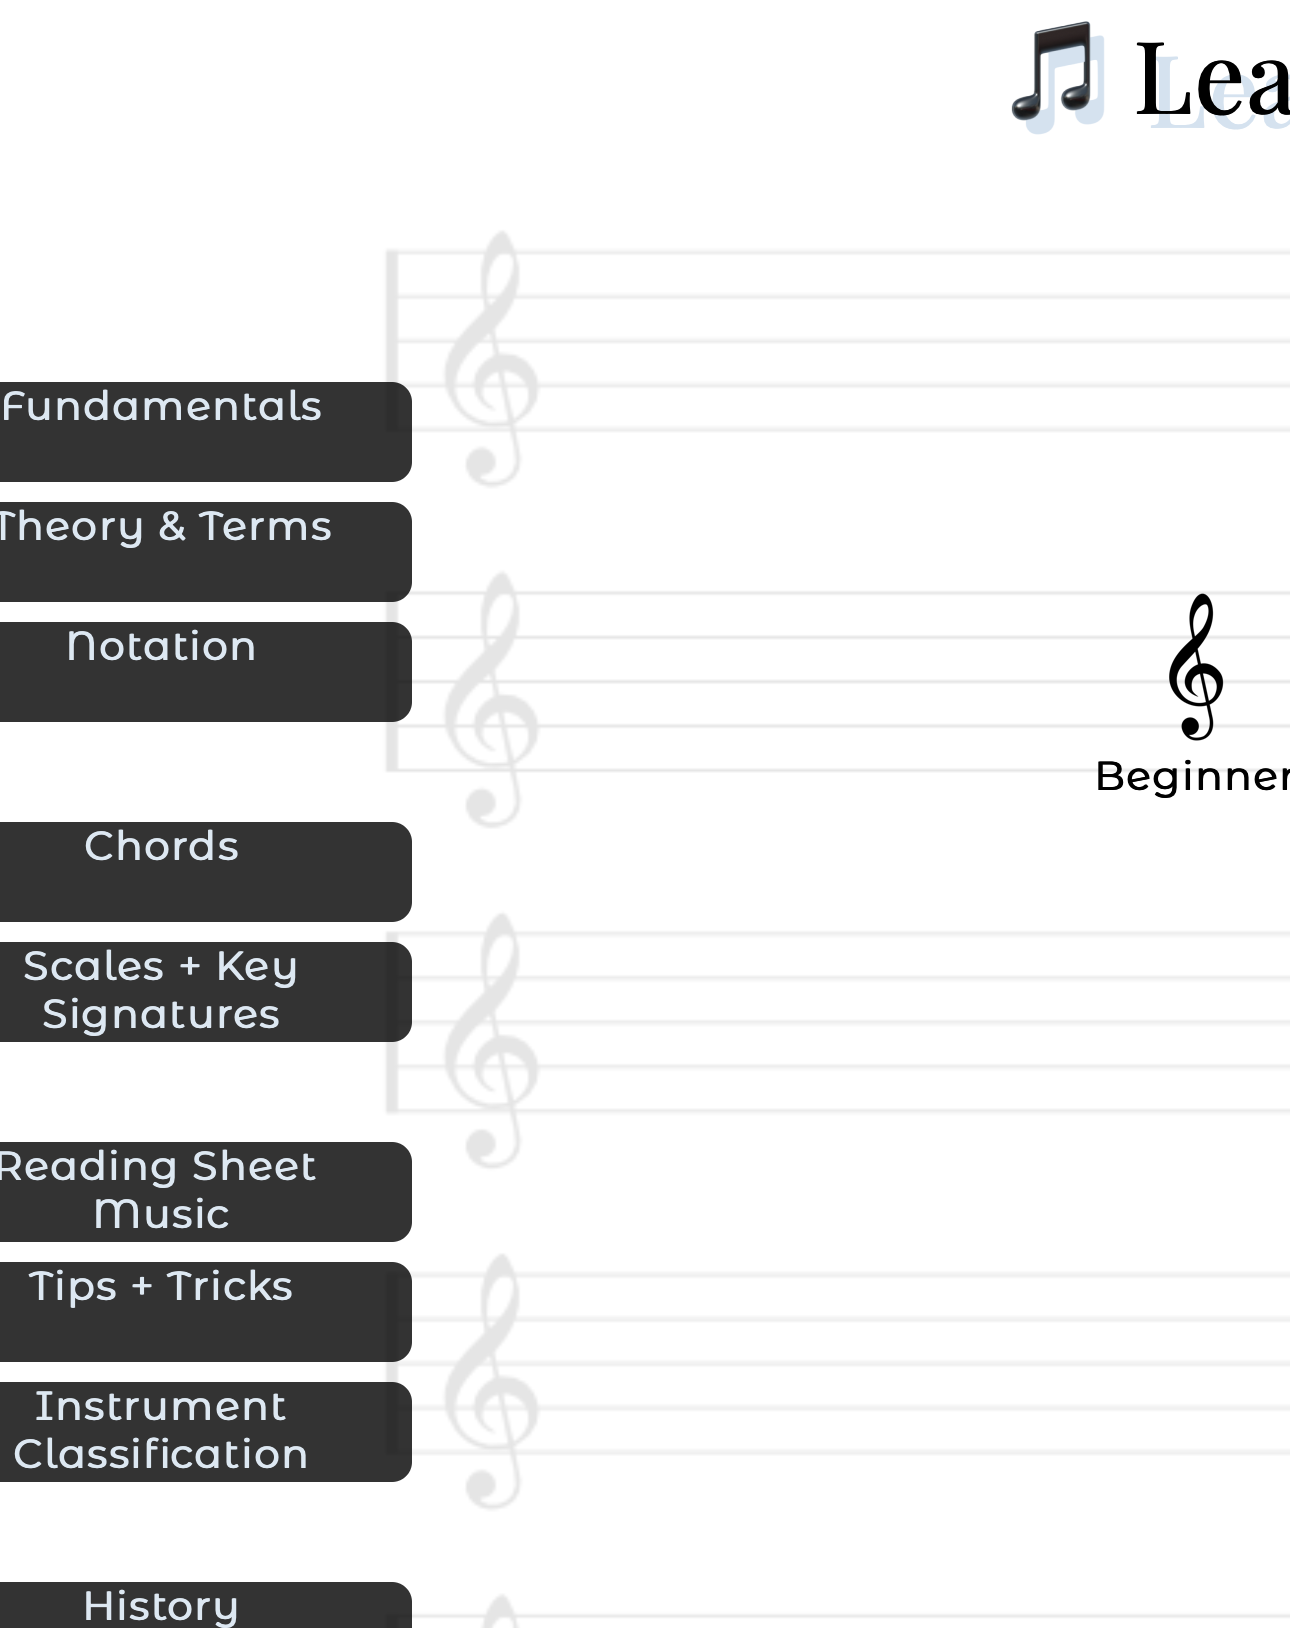 🎵 Lea
Fundamentals
Theory & Terms
Notation
Beginner
Chords
Scales + Key
Signatures
Reading Sheet
Music
Tips + Tricks
Instrument
Classification
History